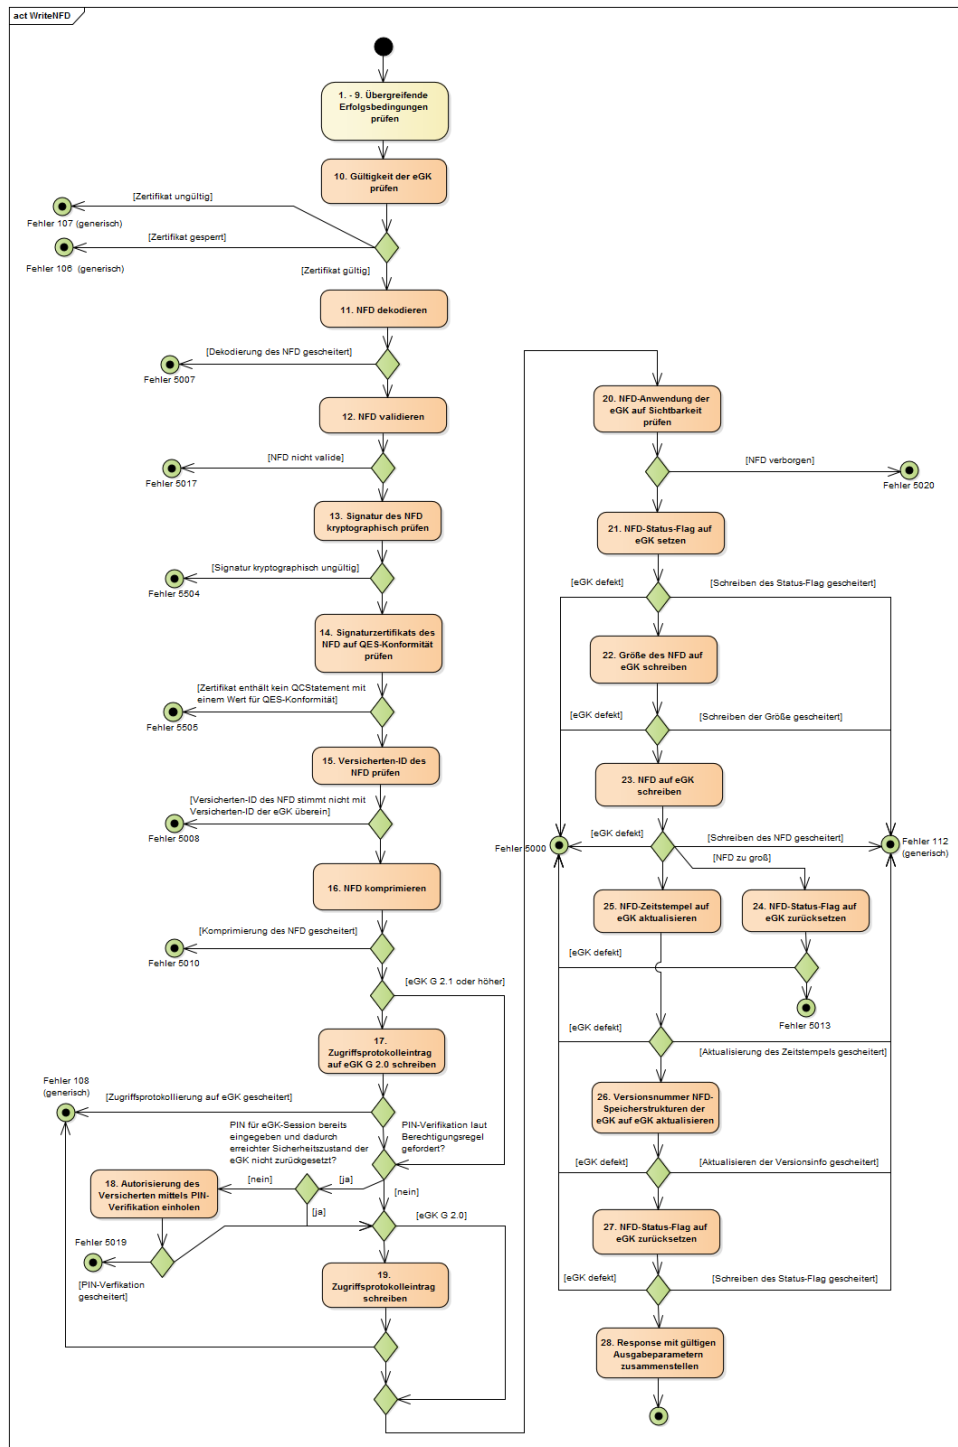 act WriteNFD
1. - 9. Übergreifende
Erfolgsbedingungen
prüfen
10. Gültigkeit der eGK
prüfen
[Zertifikat ungültig]
Fehler 107 (generisch)
[Zertifikat gesperrt]
Fehler 106 (generisch)
[Zertifikat gültig]
11. NFD dekodieren
[Dekodierung des NFD gescheitert]
Fehler 5007
12. NFD validieren
[NFD nicht valide]
Fehler 5017
13. Signatur des NFD
kryptographisch prüfen
[Signatur kryptographisch ungültig]
Fehler 5504
14. Signaturzertifikats des
NFD auf QES-Konformität
prüfen
[Zertifikat enthält kein QCStatement mit
einem Wert für QES-Konformität]
Fehler 5505
15. Versicherten-ID des
NFD prüfen
[Versicherten-ID des NFD stimmt nicht mit
Versicherten-ID der eGK überein]
Fehler 5008
16. NFD komprimieren
[Komprimierung des NFD gescheitert]
Fehler 5010
[eGK G 2.1 oder höher]
17.
Zugriffsprotokolleintrag
auf eGK G 2.0 schreiben
Fehler 108
(generisch)
[Zugriffsprotokollierung auf eGK gescheitert]
PIN für eGK-Session bereits
eingegeben und dadurch
erreichter Sicherheitszustand der
eGK nicht zurückgesetzt?
PIN-Verifikation laut
Berechtigungsregel
gefordert?
[nein]
[ja]
[nein]
18. Autorisierung des
Versicherten mittels PIN-
Verifikation einholen
[ja]
[eGK G 2.0]
Fehler 5019
[PIN-Verfikation
gescheitert]
19.
Zugriffsprotokolleintrag
schreiben
20. NFD-Anwendung der
eGK auf Sichtbarkeit
prüfen
[NFD verborgen]
Fehler 5020
21. NFD-Status-Flag auf
eGK setzen
[eGK defekt]
[Schreiben des Status-Flag gescheitert]
22. Größe des NFD auf
eGK schreiben
[eGK defekt]
[Schreiben der Größe gescheitert]
23. NFD auf eGK
schreiben
[eGK defekt]
[Schreiben des NFD gescheitert]
Fehler 5000
Fehler 112
(generisch)
[NFD zu groß]
25. NFD-Zeitstempel auf
eGK aktualisieren
24. NFD-Status-Flag auf
eGK zurücksetzen
[eGK defekt]
Fehler 5013
[eGK defekt]
[Aktualisierung des Zeitstempels gescheitert]
26. Versionsnummer NFD-
Speicherstrukturen der
eGK auf eGK aktualisieren
[eGK defekt]
[Aktualisieren der Versionsinfo gescheitert]
27. NFD-Status-Flag auf
eGK zurücksetzen
[eGK defekt]
[Schreiben des Status-Flag gescheitert]
28. Response mit gültigen
Ausgabeparametern
zusammenstellen